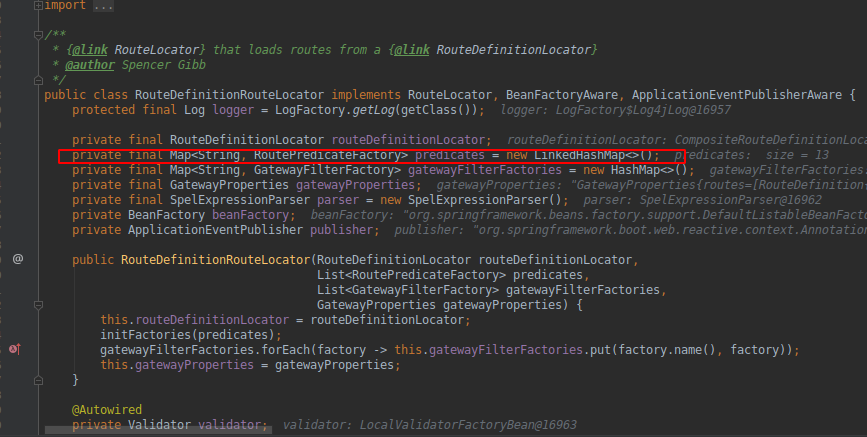 import ...
/**
 * {@link RouteLocator} that loads routes from a {@link RouteDefinitionLocator}
 * @author Spencer Gibb
 */
public class RouteDefinitionRouteLocator implements RouteLocator, BeanFactoryAware, ApplicationEventPublisherAware {
    protected final Log logger = LogFactory.getLog(getClass());  logger: LogFactory$Log4jLog@16957

    private final RouteDefinitionLocator routeDefinitionLocator;  routeDefinitionLocator: CompositeRouteDefinitionLoca
    private final Map<String, RoutePredicateFactory> predicates = new LinkedHashMap<>();  predicates:  size = 13
    private final Map<String, GatewayFilterFactory> gatewayFilterFactories = new HashMap<>();  gatewayFilterFactories:
    private final GatewayProperties gatewayProperties;  gatewayProperties: "GatewayProperties{routes=[RouteDefinition{
    private final SpelExpressionParser parser = new SpelExpressionParser();  parser: SpelExpressionParser@16962
    private BeanFactory beanFactory;  beanFactory: "org.springframework.beans.factory.support.DefaultListableBeanFacto
    private ApplicationEventPublisher publisher;  publisher: "org.springframework.boot.web.reactive.context.Annotation

    public RouteDefinitionRouteLocator(RouteDefinitionLocator routeDefinitionLocator,
                                       List<RoutePredicateFactory> predicates,
                                       List<GatewayFilterFactory> gatewayFilterFactories,
                                       GatewayProperties gatewayProperties) {
        this.routeDefinitionLocator = routeDefinitionLocator;
        initFactories(predicates);
        gatewayFilterFactories.forEach(factory -> this.gatewayFilterFactories.put(factory.name(), factory));
        this.gatewayProperties = gatewayProperties;
    }

    @Autowired
    private Validator validator;  validator: LocalValidatorFactoryBean@16963